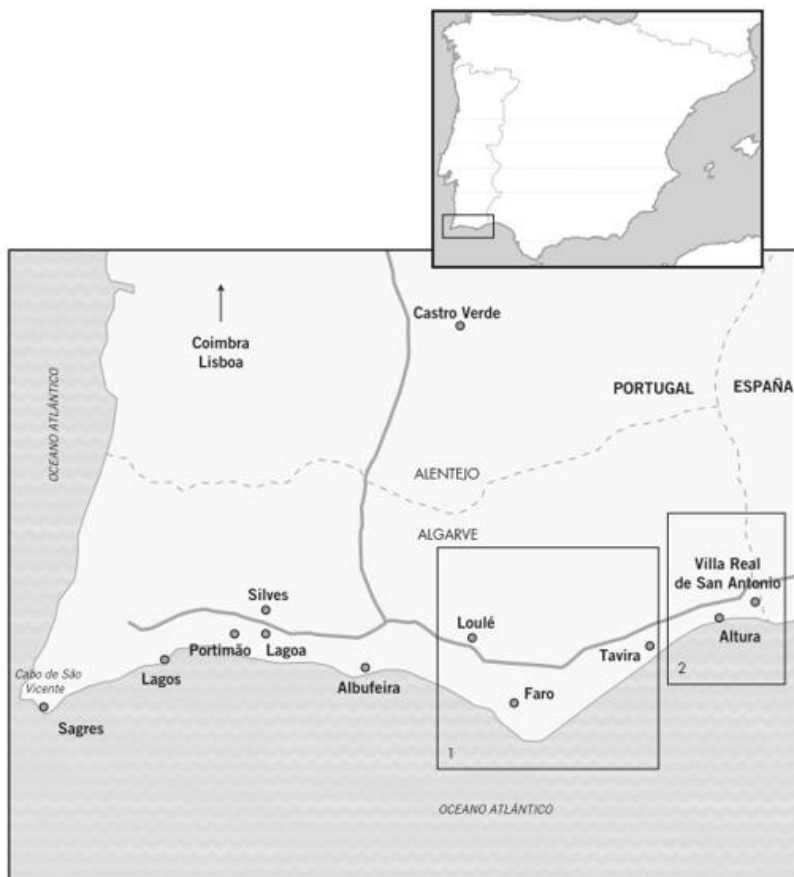 Castro Verde
Coimbra
Lisboa
OCEANO ATLÁNTICO
PORTUGAL
ESPAÑA
ALENTEJO
ALGARVE
Villa Real
de San Antonio
Silves
Loulé
Portimão
Lagoa
Altura
Tavira
2
Lagos
Cabo de São
Vicente
Albufeira
Faro
Sagres
1
OCEANO ATLÁNTICO